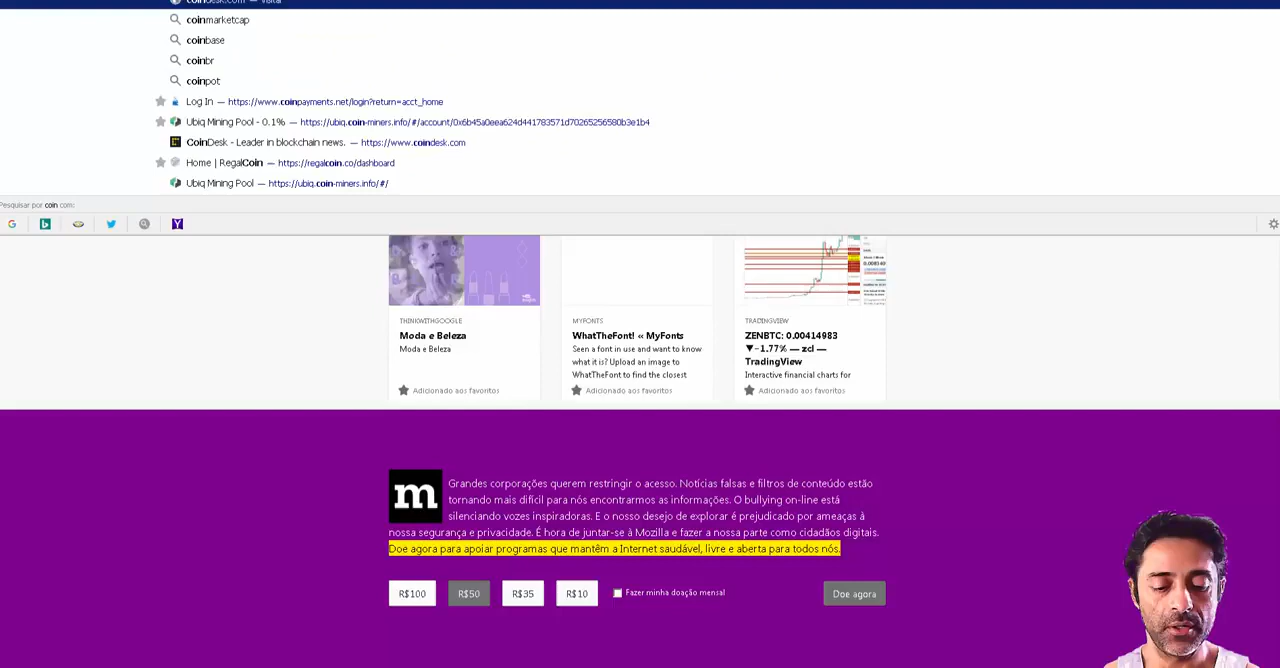 coindesk.com — Visitar
coinmarketcap
coinbase
coinbr
coinpot
Log In — https://www.coinpayments.net/login?return=acct_home
Ubiq Mining Pool - 0.1% — https://ubiq.coin-miners.info/#/account/0x6b45a0eea624d441783571d70265256580b3e1b4
CoinDesk - Leader in blockchain news. — https://www.coindesk.com
Home | RegalCoin — https://regalcoin.co/dashboard
Ubiq Mining Pool — https://ubiq.coin-miners.info/#/
Pesquisar por coin com:
THINKWITHGOOGLE
Moda e Beleza
Moda e Beleza
Adicionado aos favoritos
MYFONTS
WhatTheFont! « MyFonts
Seen a font in use and want to know
what it is? Upload an image to
WhatTheFont to find the closest
Adicionado aos favoritos
TRADINGVIEW
ZENBTC: 0.00414983
▼−1.77% — zcl —
TradingView
Interactive financial charts for
Adicionado aos favoritos
m
Grandes corporações querem restringir o acesso. Notícias falsas e filtros de conteúdo estão
tornando mais difícil para nós encontrarmos as informações. O bullying on-line está
silenciando vozes inspiradoras. E o nosso desejo de explorar é prejudicado por ameaças à
nossa segurança e privacidade. É hora de juntar-se à Mozilla e fazer a nossa parte como cidadãos digitais.
Doe agora para apoiar programas que mantêm a Internet saudável, livre e aberta para todos nós.
R$100 R$50 R$35 R$10 Fazer minha doação mensal Doe agora